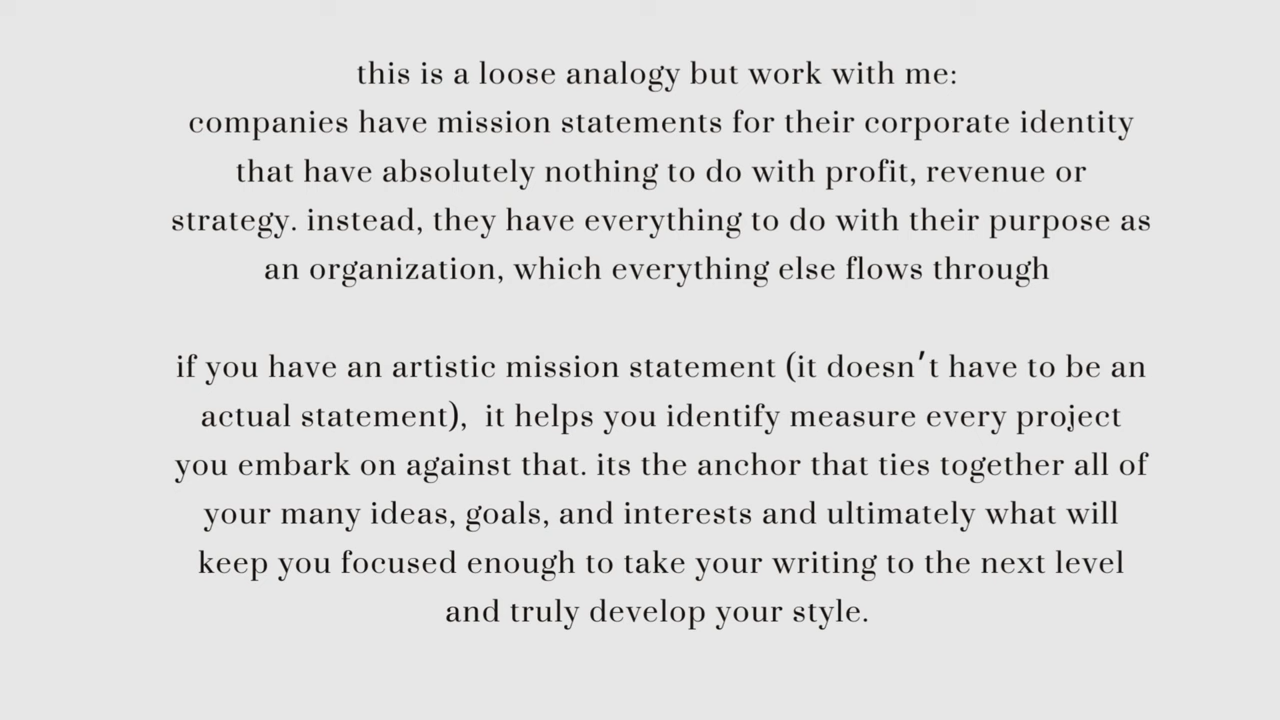 this is a loose analogy but work with me:
companies have mission statements for their corporate identity
that have absolutely nothing to do with profit, revenue or
strategy. instead, they have everything to do with their purpose as
an organization, which everything else flows through
if you have an artistic mission statement (it doesn't have to be an
actual statement),  it helps you identify measure every project
you embark on against that. its the anchor that ties together all of
your many ideas, goals, and interests and ultimately what will
keep you focused enough to take your writing to the next level
and truly develop your style.